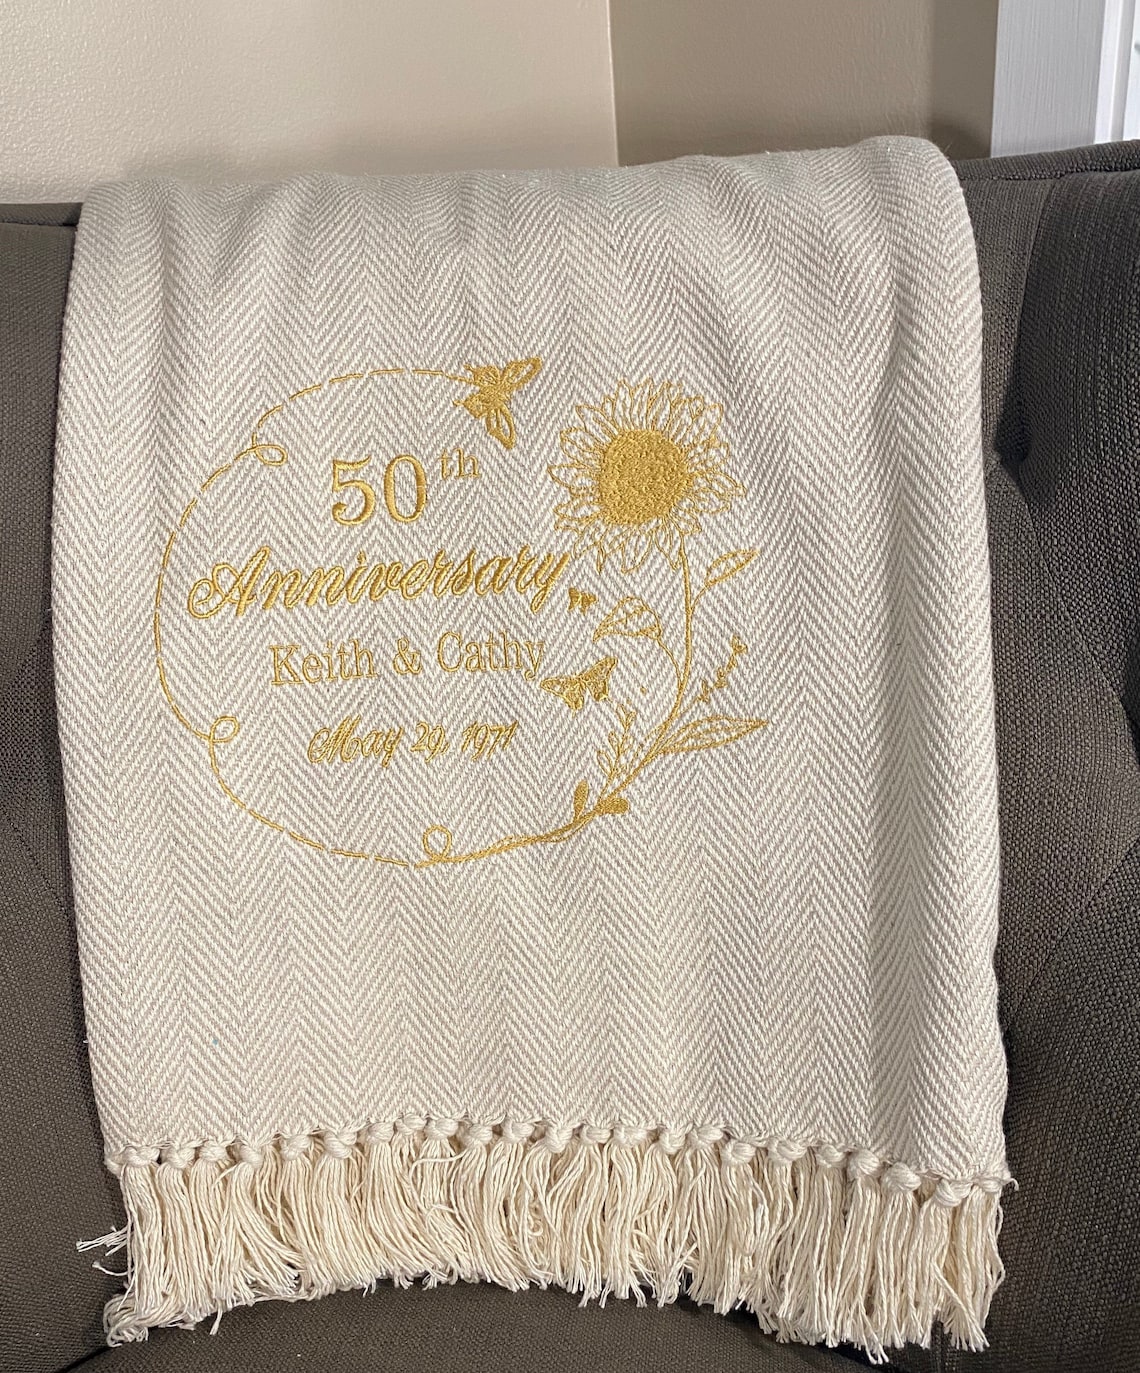 50th
Anniversary
Keith & Cathy
May 29, 1971